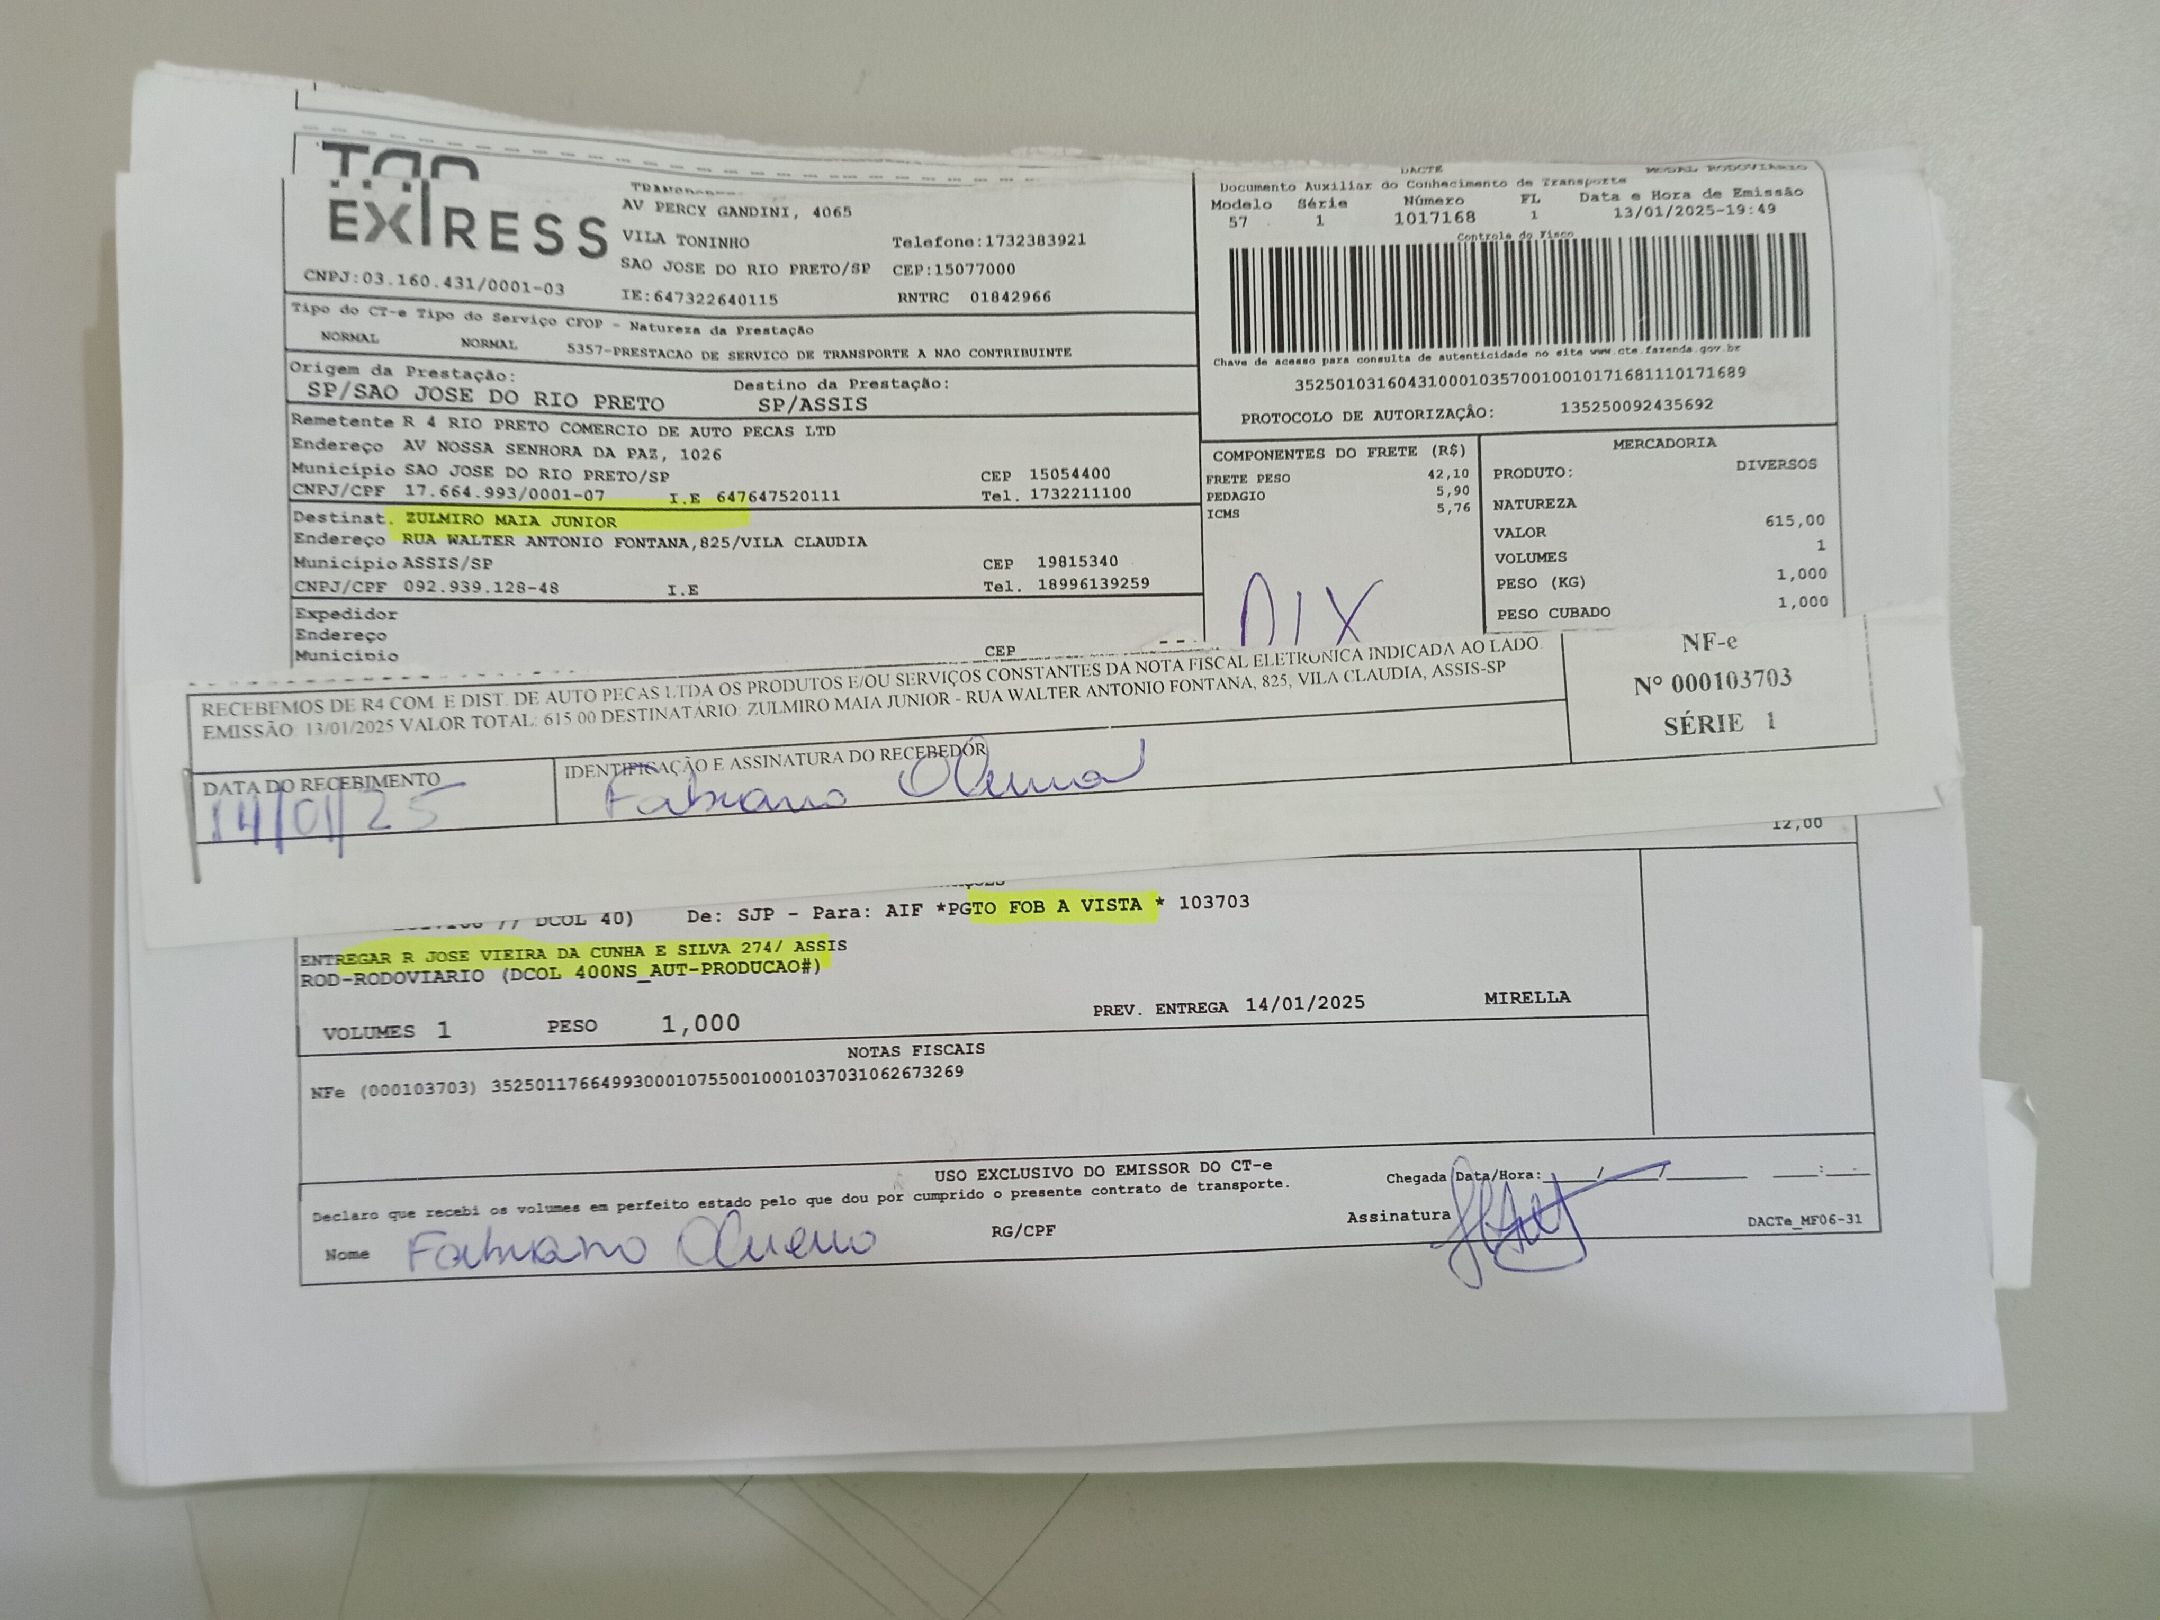 EXPRESS
AV PERCY GANDINI, 4065
VILA TONINHO Telefone:1732383921
SAO JOSE DO RIO PRETO/SP CEP:15077000
CNPJ:03.160.431/0001-03 IE:647322640115 RNTRC 01842966
DACTE MODAL RODOVIARIO
Documento Auxiliar do Conhecimento de Transporte
Modelo Série Número FL Data e Hora de Emissão
57 1 1017168 1 13/01/2025-19:49
Controle do Fisco
Chave de acesso para consulta de autenticidade no site www.cte.fazenda.gov.br
35250103160431000103570010010171681110171689
PROTOCOLO DE AUTORIZAÇÂO: 135250092435692
Tipo do CT-e Tipo do Serviço CFOP - Natureza da Prestação
NORMAL NORMAL 5357-PRESTACAO DE SERVICO DE TRANSPORTE A NAO CONTRIBUINTE
Origem da Prestação: Destino da Prestação:
SP/SAO JOSE DO RIO PRETO SP/ASSIS
Remetente R 4 RIO PRETO COMERCIO DE AUTO PECAS LTD
Endereço AV NOSSA SENHORA DA PAZ, 1026
Município SAO JOSE DO RIO PRETO/SP CEP 15054400
CNPJ/CPF 17.664.993/0001-07 I.E 647647520111 Tel. 1732211100
Destinat. ZULMIRO MAIA JUNIOR
Endereço RUA WALTER ANTONIO FONTANA,825/VILA CLAUDIA
Município ASSIS/SP CEP 19815340
CNPJ/CPF 092.939.128-48 I.E Tel. 18996139259
Expedidor
Endereço
Município CEP
COMPONENTES DO FRETE (R$)
FRETE PESO 42,10
PEDAGIO 5,90
ICMS 5,76
MERCADORIA
PRODUTO: DIVERSOS
NATUREZA
VALOR 615,00
VOLUMES 1
PESO (KG) 1,000
PESO CUBADO 1,000
RECEBEMOS DE R4 COM. E DIST. DE AUTO PECAS LTDA OS PRODUTOS E/OU SERVIÇOS CONSTANTES DA NOTA FISCAL ELETRONICA INDICADA AO LADO.
EMISSÃO: 13/01/2025 VALOR TOTAL: 615.00 DESTINATÁRIO: ZULMIRO MAIA JUNIOR - RUA WALTER ANTONIO FONTANA, 825, VILA CLAUDIA, ASSIS-SP
NF-e
Nº 000103703
SÉRIE 1
DATA DO RECEBIMENTO IDENTIFICAÇÃO E ASSINATURA DO RECEBEDOR
14/01/25 Fabiano
12,00
DCOL 40) De: SJP - Para: AIF *PGTO FOB A VISTA * 103703
ENTREGAR R JOSE VIEIRA DA CUNHA E SILVA 274/ ASSIS
ROD-RODOVIARIO (DCOL 400NS_AUT-PRODUCAO#)
VOLUMES 1 PESO 1,000 PREV. ENTREGA 14/01/2025 MIRELLA
NOTAS FISCAIS
NFe (000103703) 35250117664993000107550010001037031062673269
USO EXCLUSIVO DO EMISSOR DO CT-e
Declaro que recebi os volumes em perfeito estado pelo que dou por cumprido o presente contrato de transporte.
Chegada Data/Hora:____/____/______ ____:____
Nome Fabiano RG/CPF Assinatura DACTe_MF06-31